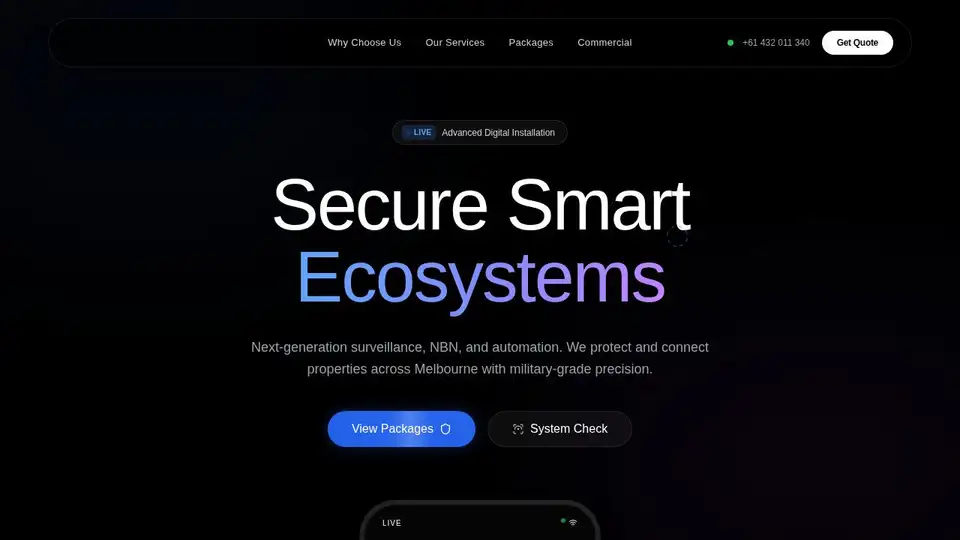 Why Choose Us
Our Services
Packages
Commercial
+61 432 011 340
Get Quote
LIVE
Advanced Digital Installation
Secure Smart
Ecosystems
Next-generation surveillance, NBN, and automation. We protect and connect
properties across Melbourne with military-grade precision.
View Packages
System Check
LIVE